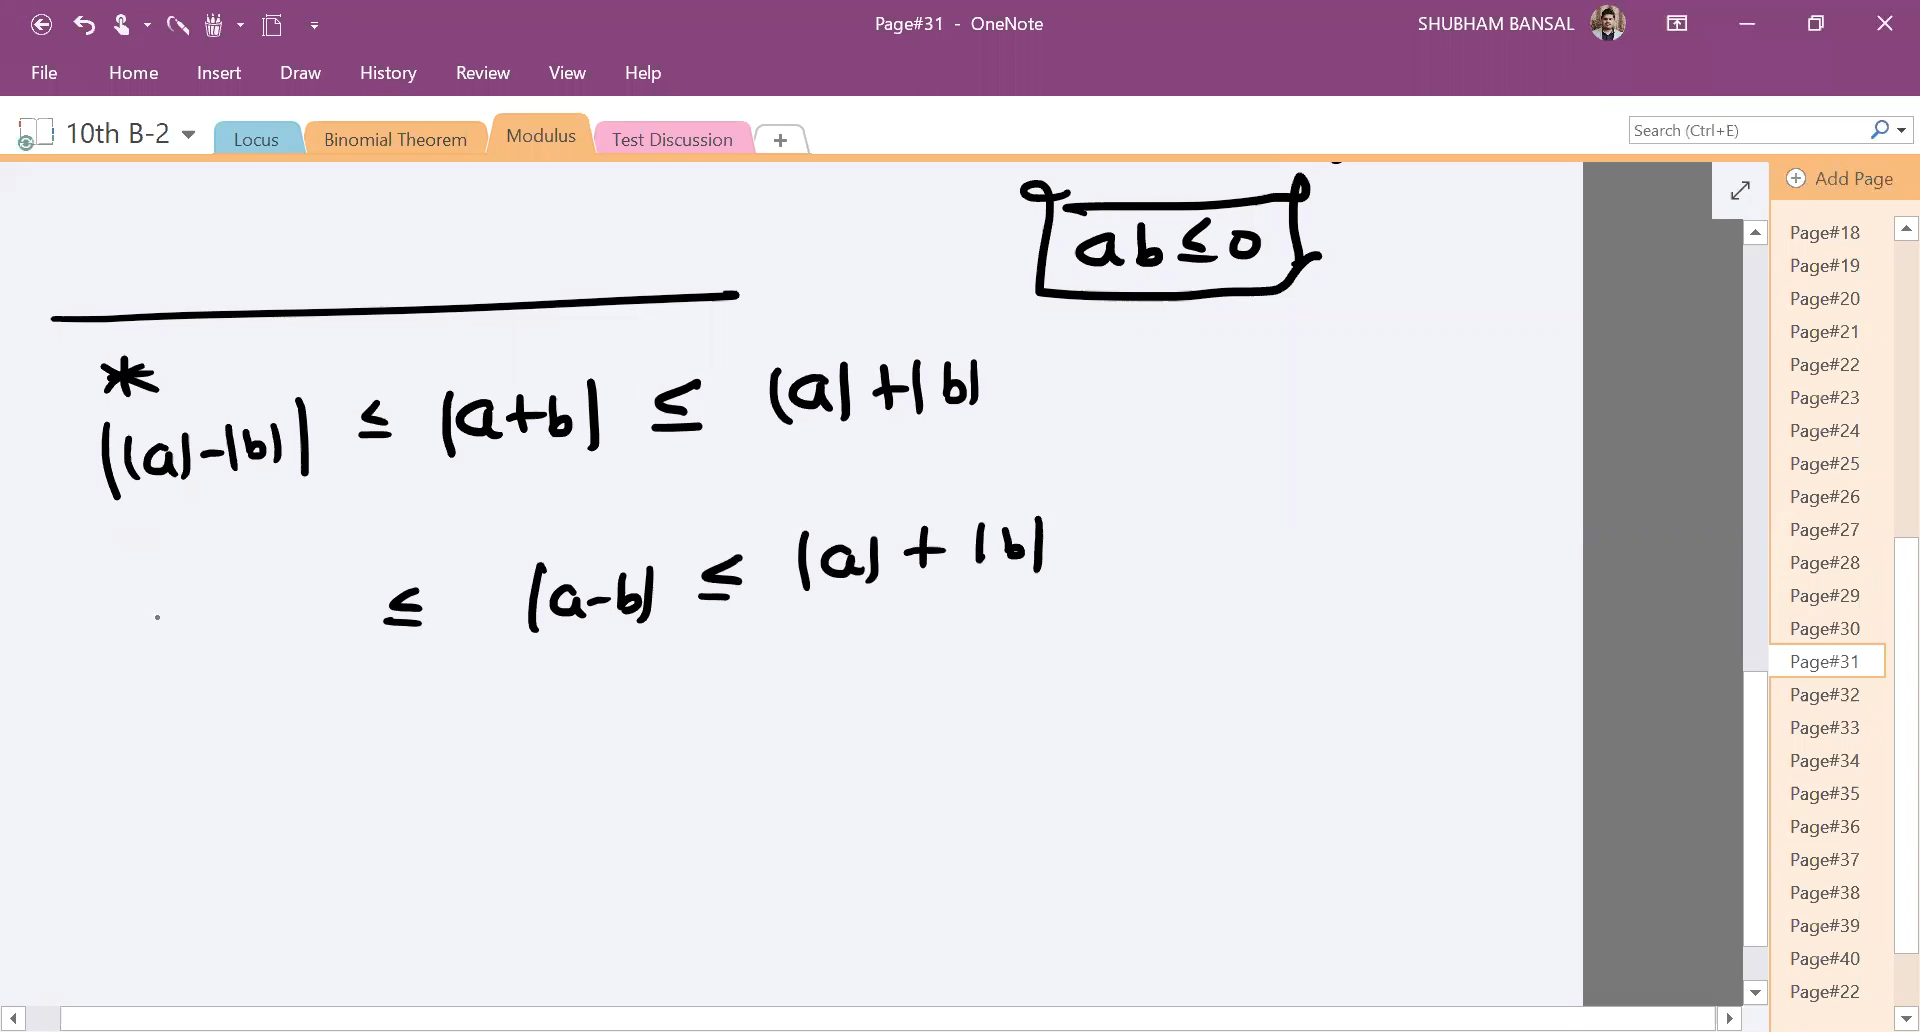 Page#31 - OneNote
SHUBHAM BANSAL
File Home Insert Draw History Review View Help
10th B-2
Locus
Binomial Theorem
Modulus
Test Discussion
Search (Ctrl+E)
Add Page
ab ≤ 0
*
||a|-|b|| ≤ |a+b| ≤ |a|+|b|
≤ |a-b| ≤ |a| + |b|
Page#18
Page#19
Page#20
Page#21
Page#22
Page#23
Page#24
Page#25
Page#26
Page#27
Page#28
Page#29
Page#30
Page#31
Page#32
Page#33
Page#34
Page#35
Page#36
Page#37
Page#38
Page#39
Page#40
Page#22